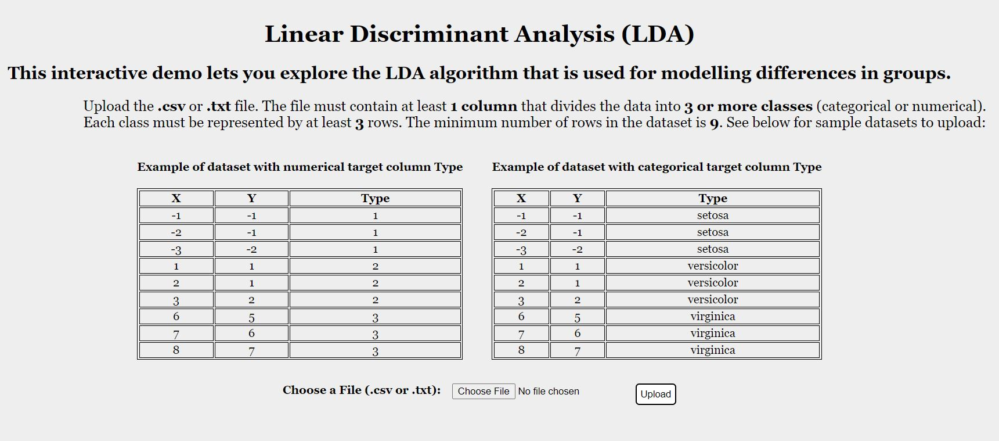 Linear Discriminant Analysis (LDA)
This interactive demo lets you explore the LDA algorithm that is used for modelling differences in groups.
Upload the .csv or .txt file. The file must contain at least 1 column that divides the data into 3 or more classes (categorical or numerical).
Each class must be represented by at least 3 rows. The minimum number of rows in the dataset is 9. See below for sample datasets to upload:
Example of dataset with numerical target column Type
X Y Type
-1 -1 1
-2 -1 1
-3 -2 1
1 1 2
2 1 2
3 2 2
6 5 3
7 6 3
8 7 3
Example of dataset with categorical target column Type
X Y Type
-1 -1 setosa
-2 -1 setosa
-3 -2 setosa
1 1 versicolor
2 1 versicolor
3 2 versicolor
6 5 virginica
7 6 virginica
8 7 virginica
Choose a File (.csv or .txt): Choose File No file chosen Upload